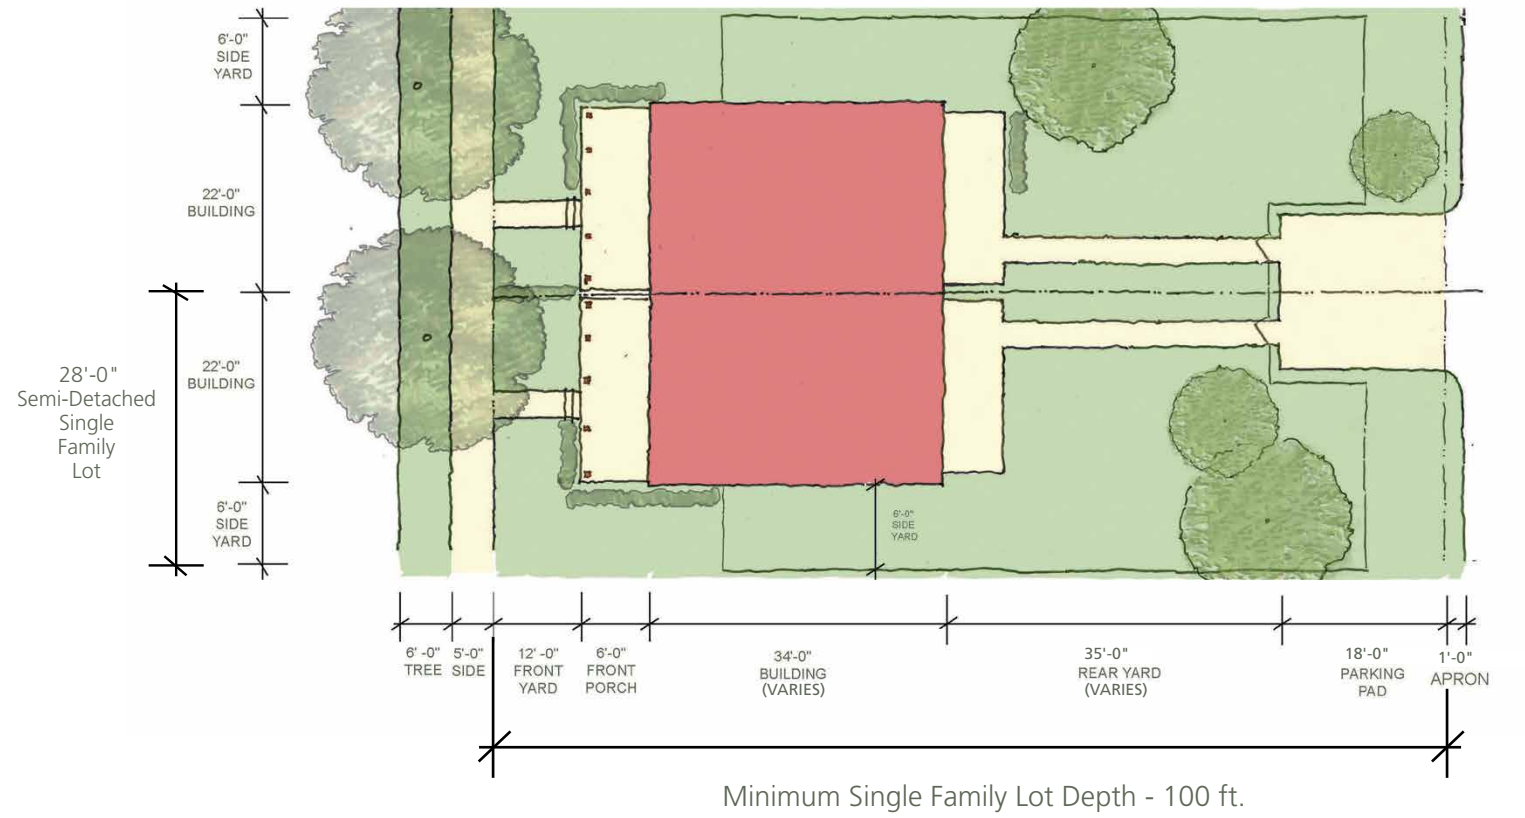 6'-0"
SIDE
YARD
22'-0"
BUILDING
28'-0"
Semi-Detached
Single
Family
Lot
22'-0"
BUILDING
6'-0"
SIDE
YARD
6'-0"
SIDE
YARD
6' -0"
TREE
5'-0"
SIDE
12' -0"
FRONT
YARD
6'-0"
FRONT
PORCH
34'-0"
BUILDING
(VARIES)
35'-0"
REAR YARD
(VARIES)
18'-0"
PARKING
PAD
1'-0"
APRON
Minimum Single Family Lot Depth - 100 ft.